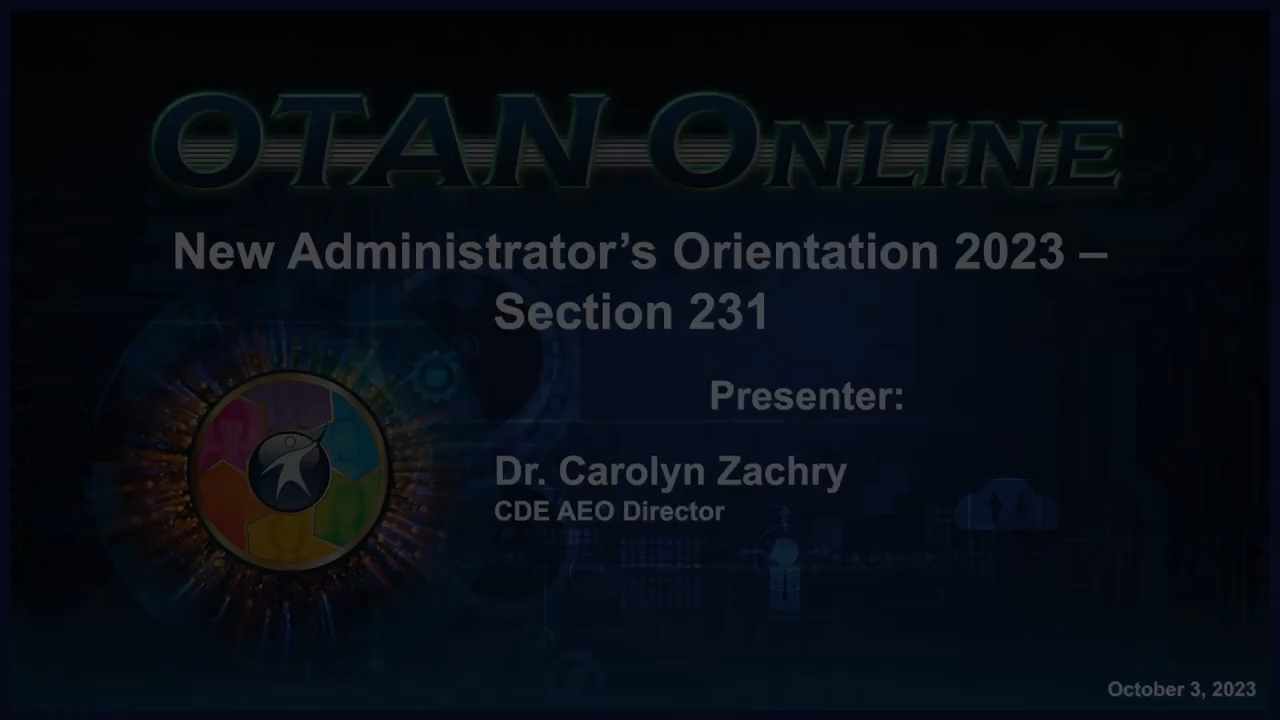 OTAN ONLINE
New Administrator’s Orientation 2023 –
Section 231
Presenter:
Dr. Carolyn Zachry
CDE AEO Director
October 3, 2023